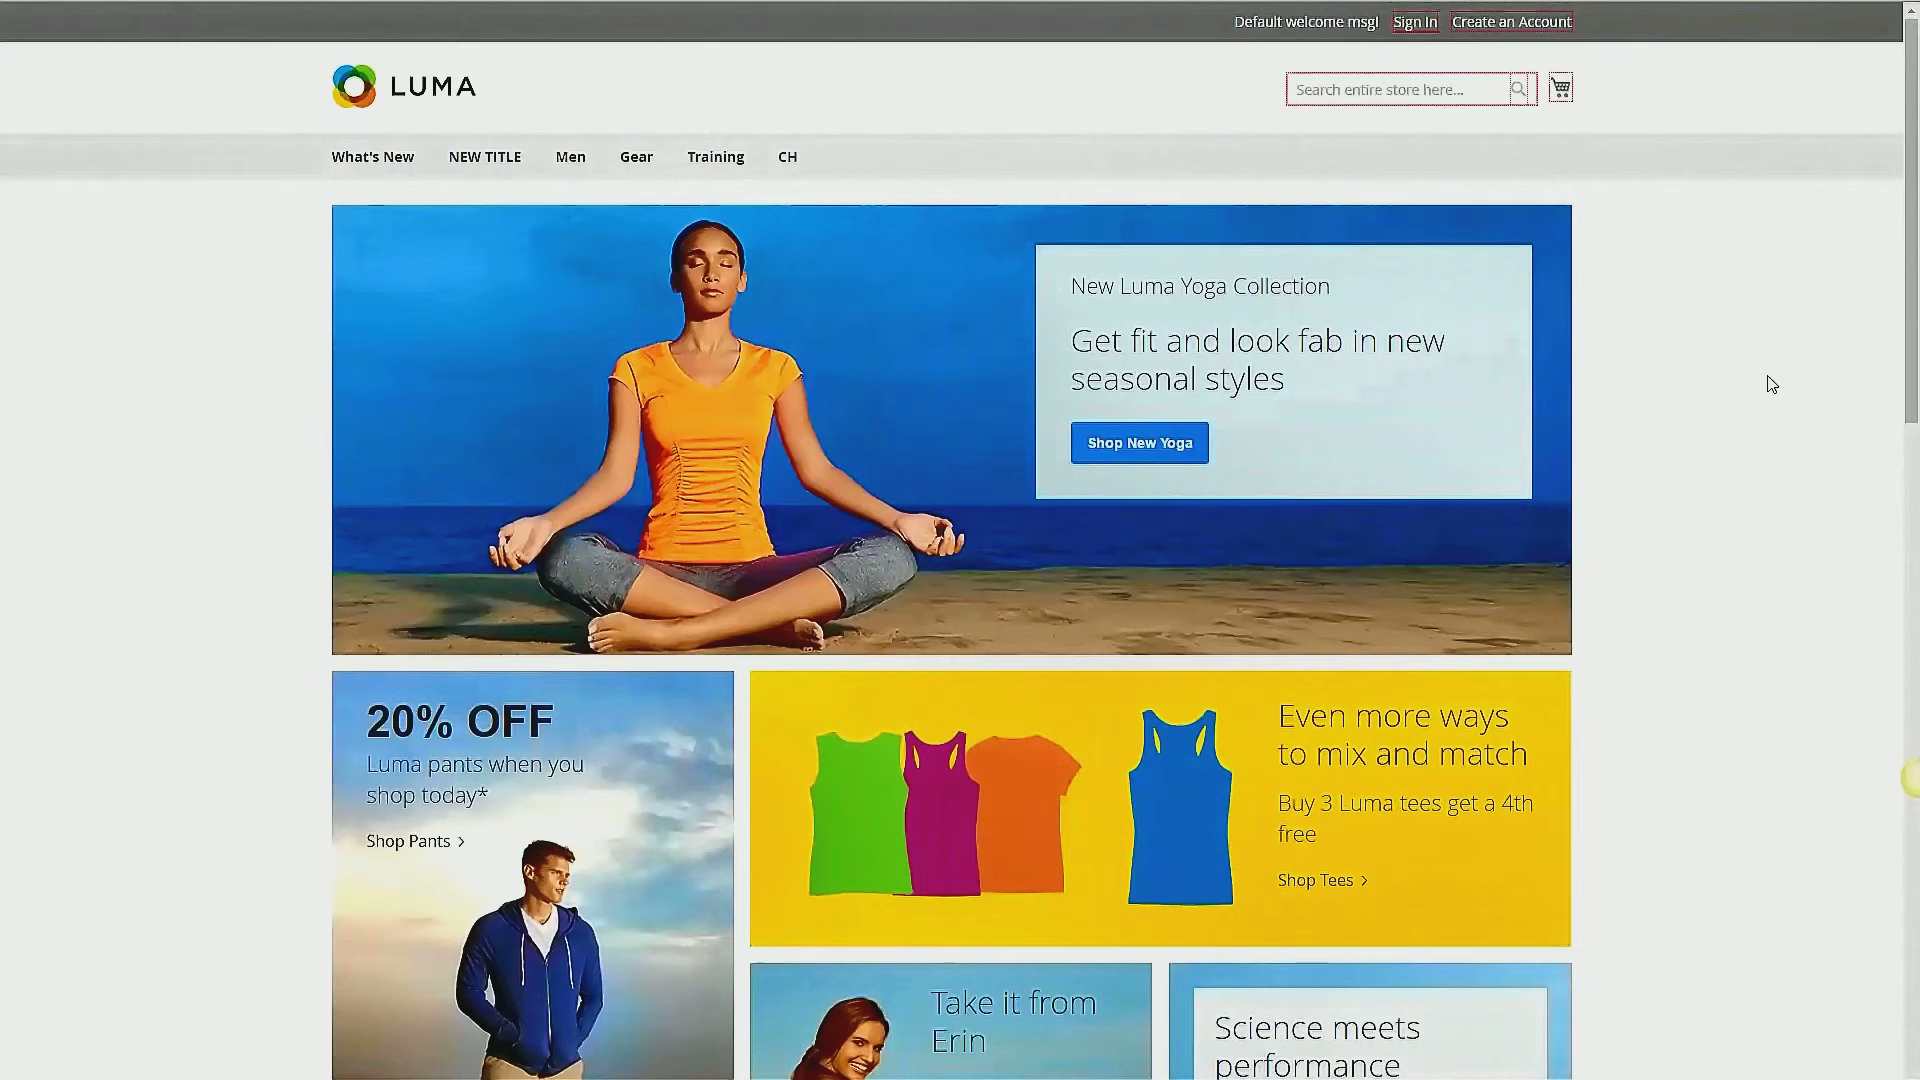 Default welcome msg! Sign In Create an Account
LUMA
Search entire store here...
What's New NEW TITLE Men Gear Training CH
New Luma Yoga Collection
Get fit and look fab in new
seasonal styles
Shop New Yoga
20% OFF
Luma pants when you
shop today*
Shop Pants >
Even more ways
to mix and match
Buy 3 Luma tees get a 4th
free
Shop Tees >
Take it from
Erin
Science meets
performance